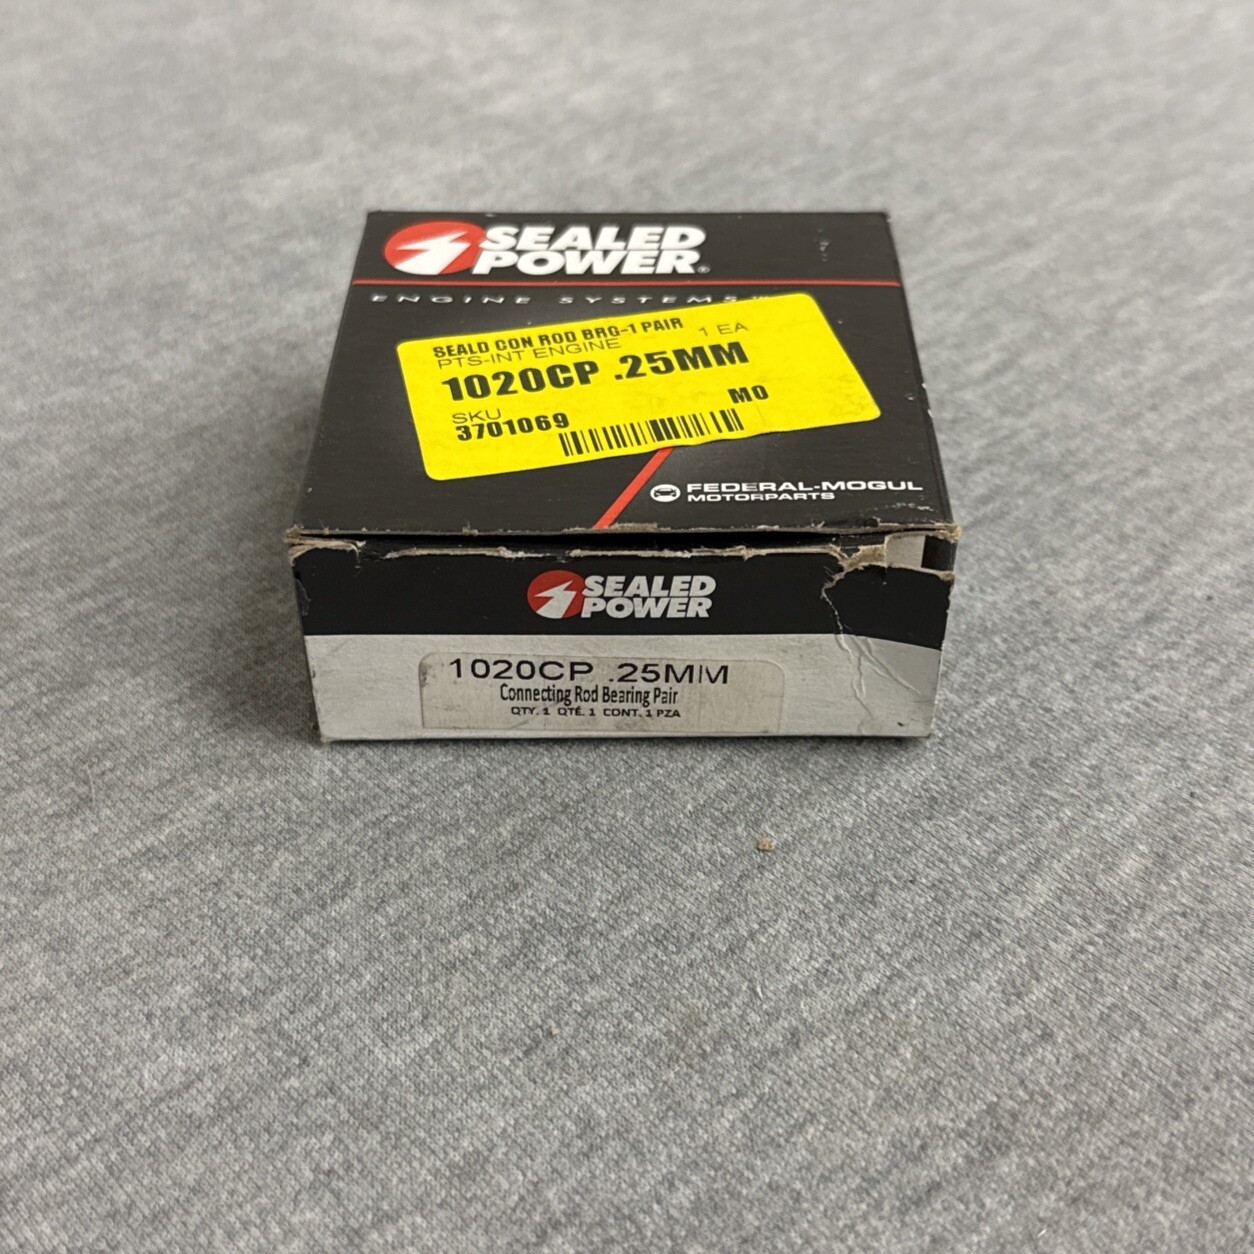 SEALED
POWER®
ENGINE SYSTEMS
SEALD CON ROD BRG-1 PAIR
PTS-INT ENGINE 1 EA
1020CP .25MM
SKU M0
3701069
FEDERAL-MOGUL
MOTORPARTS
SEALED
POWER
1020CP .25MM
Connecting Rod Bearing Pair
QTY. 1 QTÉ. 1 CONT. 1 PZA